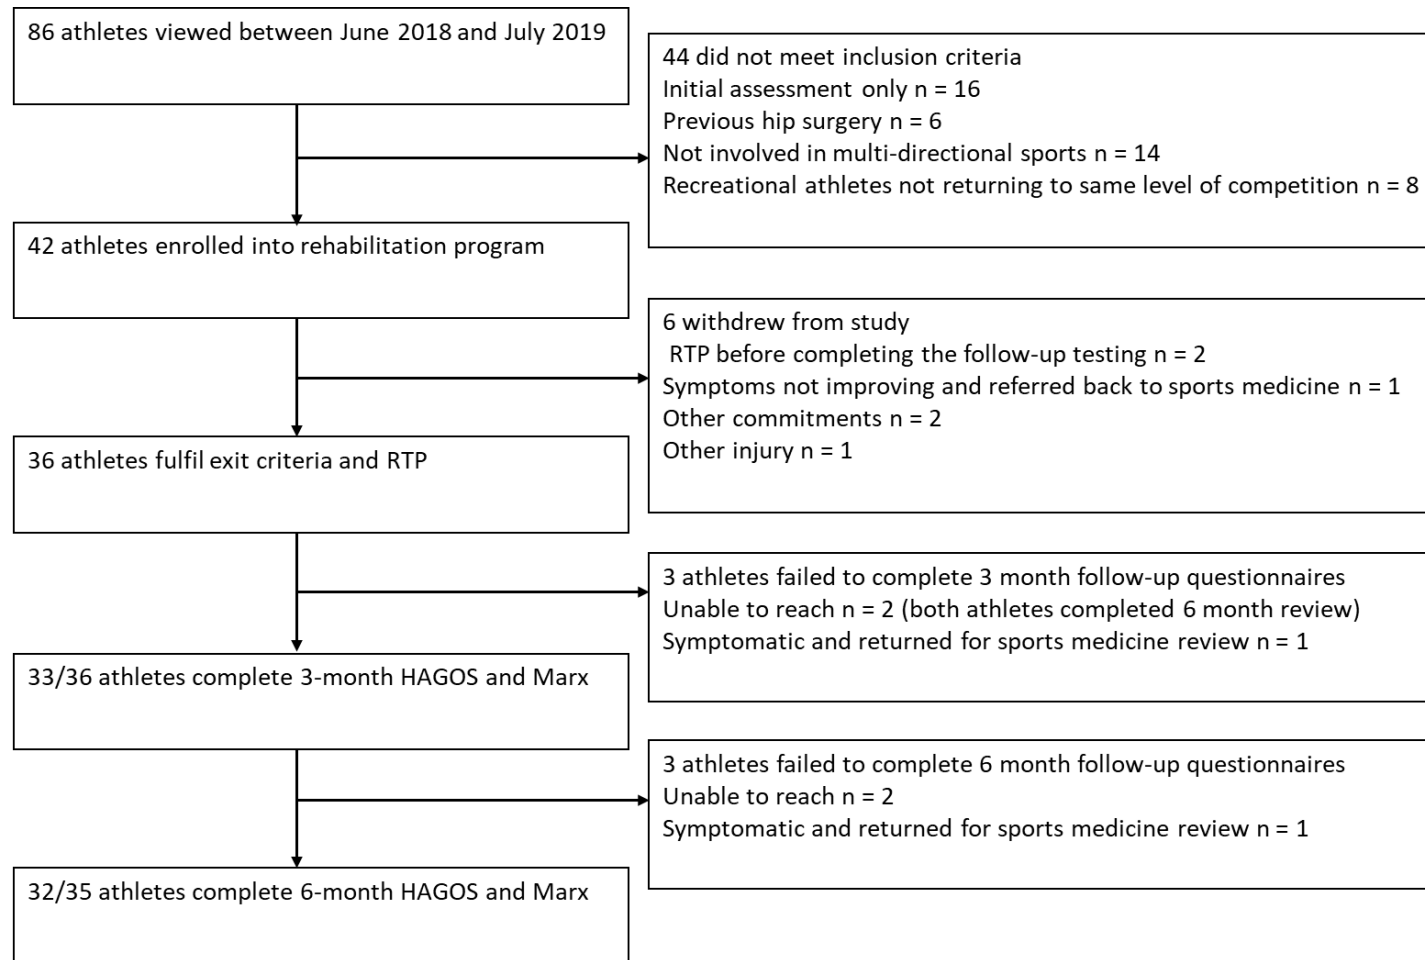 86 athletes viewed between June 2018 and July 2019
44 did not meet inclusion criteria
Initial assessment only n = 16
Previous hip surgery n = 6
Not involved in multi-directional sports n = 14
Recreational athletes not returning to same level of competition n = 8
42 athletes enrolled into rehabilitation program
6 withdrew from study
RTP before completing the follow-up testing n = 2
Symptoms not improving and referred back to sports medicine n = 1
Other commitments n = 2
Other injury n = 1
36 athletes fulfil exit criteria and RTP
3 athletes failed to complete 3 month follow-up questionnaires
Unable to reach n = 2 (both athletes completed 6 month review)
Symptomatic and returned for sports medicine review n = 1
33/36 athletes complete 3-month HAGOS and Marx
3 athletes failed to complete 6 month follow-up questionnaires
Unable to reach n = 2
Symptomatic and returned for sports medicine review n = 1
32/35 athletes complete 6-month HAGOS and Marx